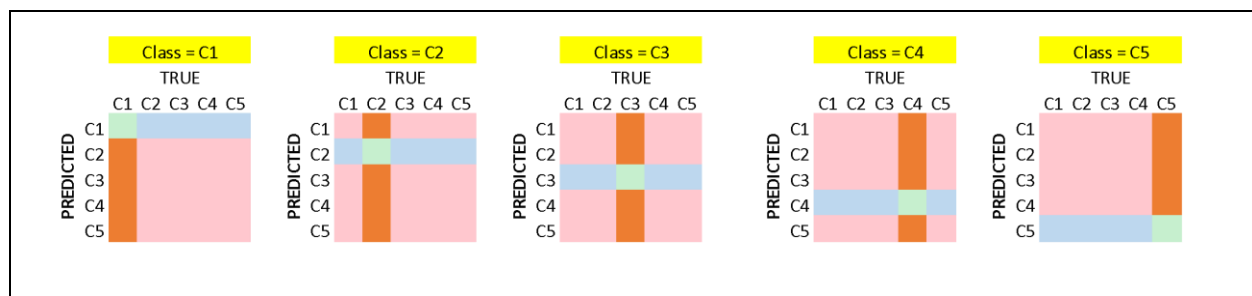 Class = C1
TRUE
C1 C2 C3 C4 C5
PREDICTED
C1
C2
C3
C4
C5
Class = C2
TRUE
C1 C2 C3 C4 C5
PREDICTED
C1
C2
C3
C4
C5
Class = C3
TRUE
C1 C2 C3 C4 C5
PREDICTED
C1
C2
C3
C4
C5
Class = C4
TRUE
C1 C2 C3 C4 C5
PREDICTED
C1
C2
C3
C4
C5
Class = C5
TRUE
C1 C2 C3 C4 C5
PREDICTED
C1
C2
C3
C4
C5